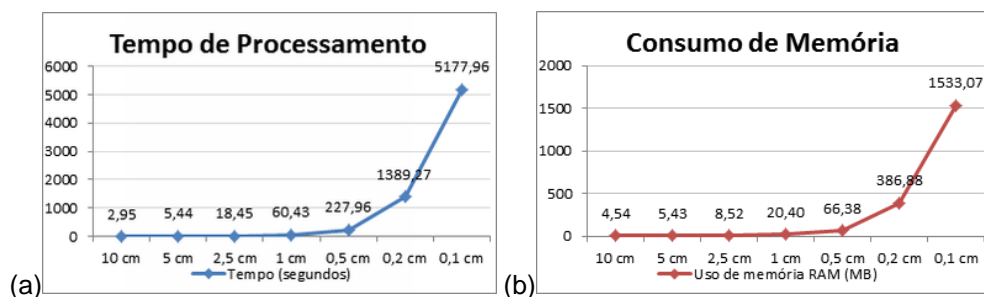 Tempo de Processamento
6000
5000
4000
3000
2000
1000
0
2,95 5,44 18,45 60,43 227,96 1389,27 5177,96
10 cm 5 cm 2,5 cm 1 cm 0,5 cm 0,2 cm 0,1 cm
Tempo (segundos)
(a)
Consumo de Memória
2000
1500
1000
500
0
4,54 5,43 8,52 20,40 66,38 386,88 1533,07
10 cm 5 cm 2,5 cm 1 cm 0,5 cm 0,2 cm 0,1 cm
Uso de memória RAM (MB)
(b)